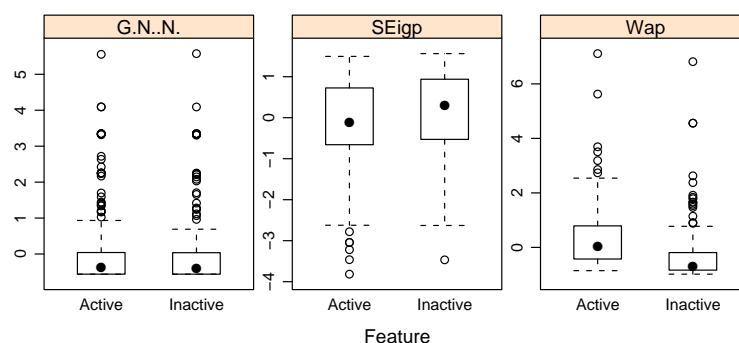 G.N..N.
SEigp
Wap
0 1 2 3 4 5
−4 −3 −2 −1 0 1
0 2 4 6
Active Inactive
Active Inactive
Active Inactive
Feature